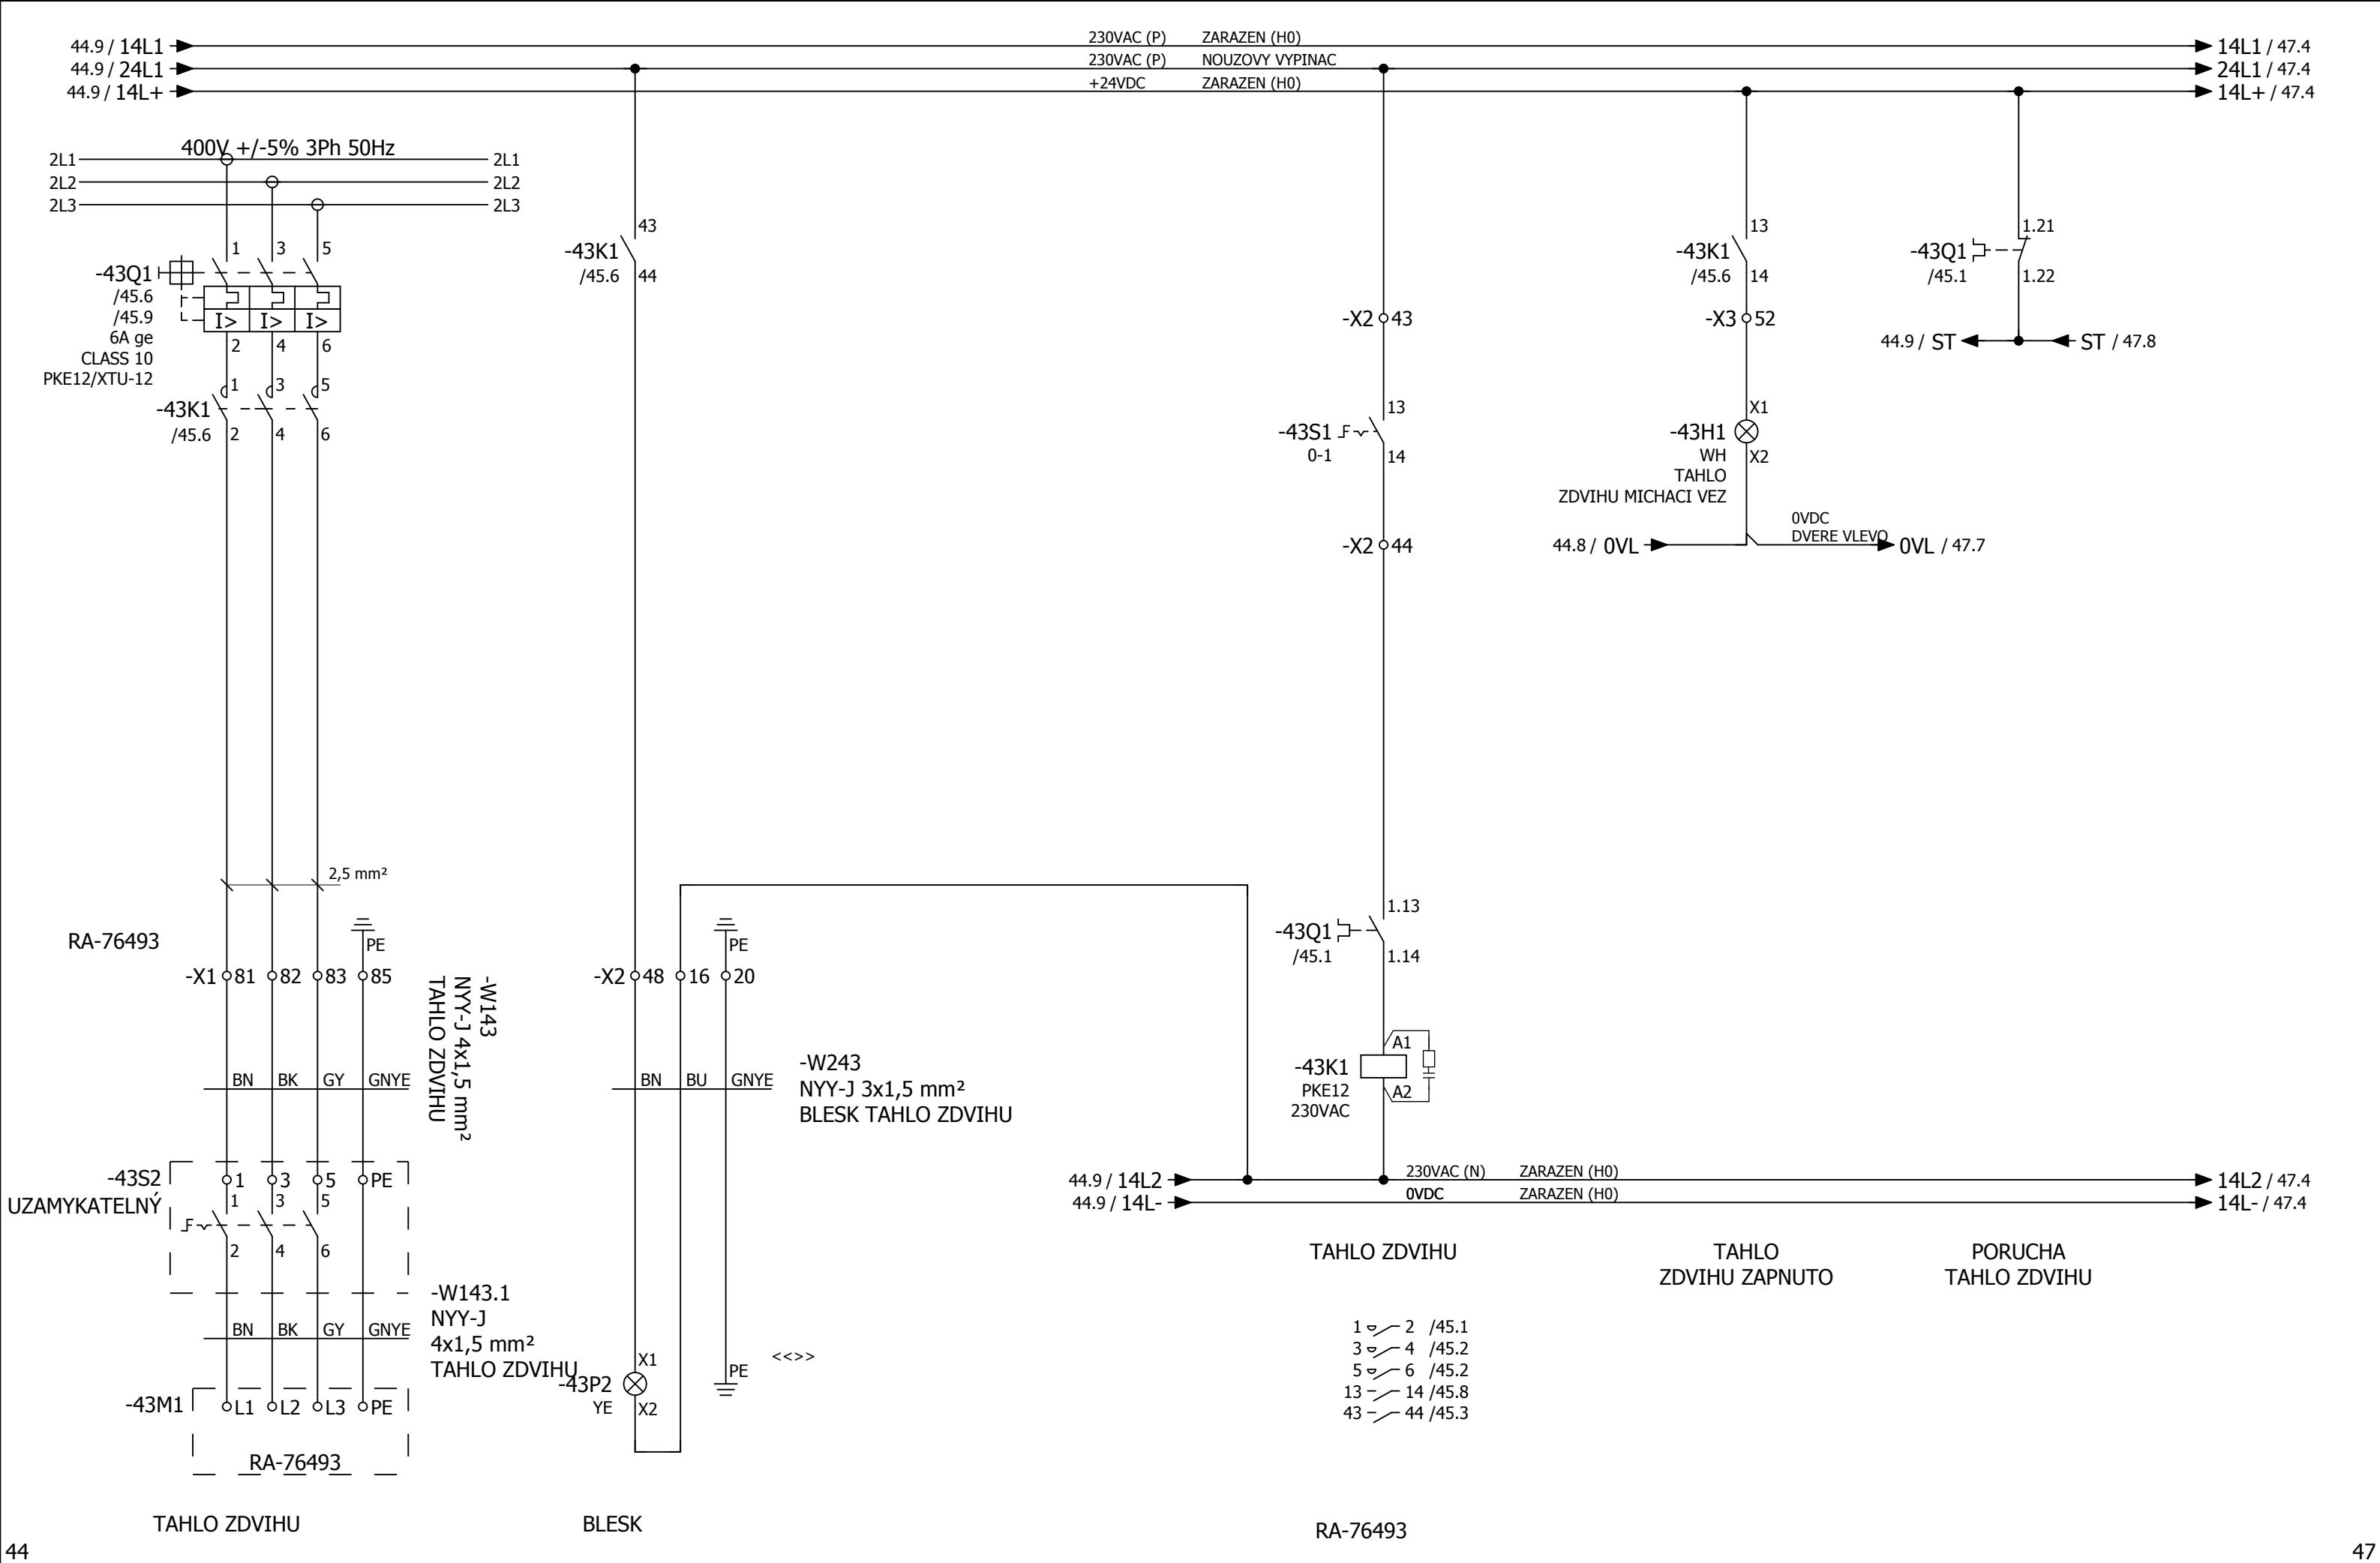 44.9 / 14L1
230VAC (P) ZARAZEN (H0)
14L1 / 47.4
44.9 / 24L1
230VAC (P) NOUZOVY VYPINAC
24L1 / 47.4
44.9 / 14L+
+24VDC ZARAZEN (H0)
14L+ / 47.4
400V +/-5% 3Ph 50Hz
2L1 2L1
2L2 2L2
2L3 2L3
1 3 5
-43Q1
/45.6
/45.9
6A ge
CLASS 10
PKE12/XTU-12
I> I> I>
2 4 6
1 3 5
-43K1
/45.6
2 4 6
2,5 mm²
RA-76493
PE
-X1 81 82 83 85
-W143
NYY-J 4x1,5 mm²
TAHLO ZDVIHU
BN BK GY GNYE
-43S2
UZAMYKATELNÝ
1 3 5 PE
1 3 5
2 4 6
-W143.1
NYY-J
4x1,5 mm²
TAHLO ZDVIHU
BN BK GY GNYE
-43M1
L1 L2 L3 PE
RA-76493
TAHLO ZDVIHU
43
-43K1
/45.6
44
PE
-X2 48 16 20
BN BU GNYE
-W243
NYY-J 3x1,5 mm²
BLESK TAHLO ZDVIHU
X1
-43P2
YE
X2
PE
<<>>
BLESK
-X2 43
13
-43S1
0-1
14
-X2 44
1.13
-43Q1
/45.1
1.14
A1
-43K1
PKE12
230VAC
A2
44.9 / 14L2
230VAC (N) ZARAZEN (H0)
14L2 / 47.4
44.9 / 14L-
0VDC ZARAZEN (H0)
14L- / 47.4
TAHLO ZDVIHU
1 2 /45.1
3 4 /45.2
5 6 /45.2
13 14 /45.8
43 44 /45.3
RA-76493
13
-43K1
/45.6
14
-X3 52
X1
-43H1
WH
X2
TAHLO
ZDVIHU MICHACI VEZ
0VDC
DVERE VLEVO
44.8 / 0VL
0VL / 47.7
TAHLO
ZDVIHU ZAPNUTO
1.21
-43Q1
/45.1
1.22
44.9 / ST
ST / 47.8
PORUCHA
TAHLO ZDVIHU
44
47